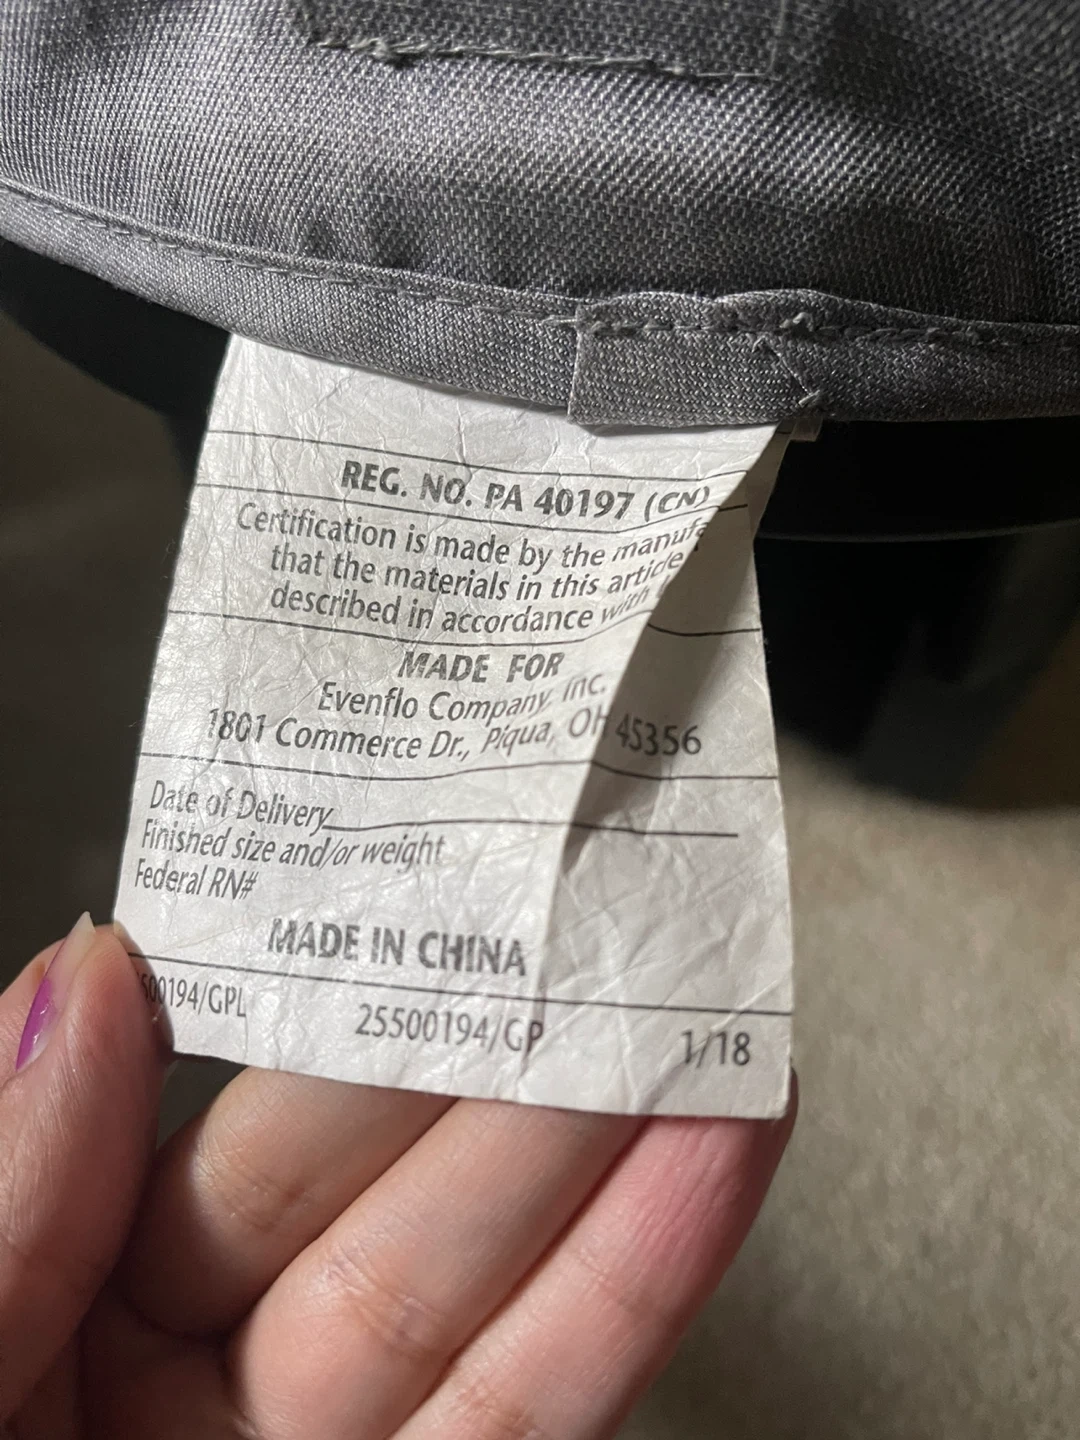 REG. NO. PA 40197 (CN)
Certification is made by the
that the materials in this article
described in accordance with
MADE FOR
Evenflo Company, Inc.
1801 Commerce Dr., Piqua, OH 45356
Date of Delivery
Finished size and/or weight
Federal RN#
MADE IN CHINA
25500194/GP 1/18